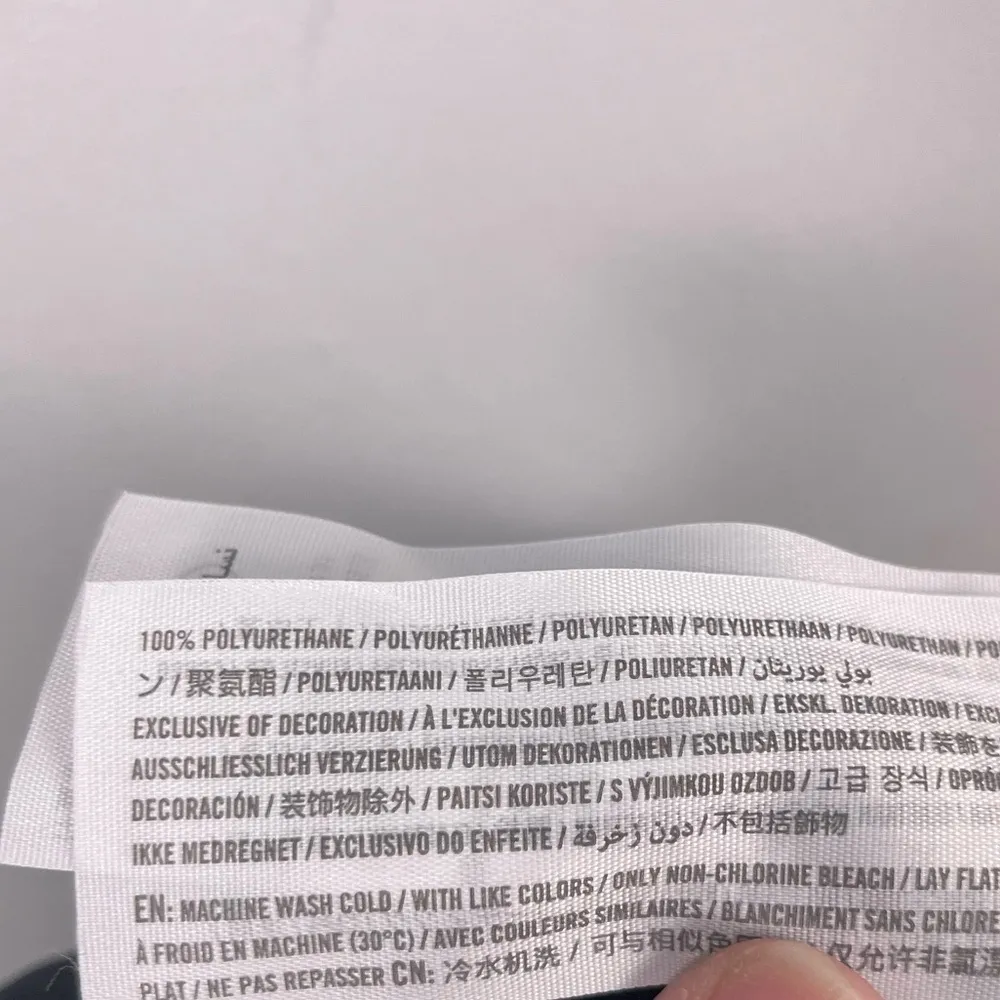 100% POLYURETHANE / POLYURÉTHANNE / POLYURETAN / POLYURETHAAN / POLYURETHAN /
ン / 聚氨酯 / POLYURETAANI / 폴리우레탄 / POLIURETAN / بولي يوريتان
EXCLUSIVE OF DECORATION / À L'EXCLUSION DE LA DÉCORATION / EKSKL. DEKORATION /
AUSSCHLIESSLICH VERZIERUNG / UTOM DEKORATIONEN / ESCLUSA DECORAZIONE / 装飾を
DECORACIÓN / 装饰物除外 / PAITSI KORISTE / S VÝJIMKOU OZDOB / 고급 장식 /
IKKE MEDREGNET / EXCLUSIVO DO ENFEITE / دون زخرفة / 不包括飾物
EN: MACHINE WASH COLD / WITH LIKE COLORS / ONLY NON-CHLORINE BLEACH / LAY FLAT
À FROID EN MACHINE (30°C) / AVEC COULEURS SIMILAIRES / BLANCHIMENT SANS CHLORE
PLAT / NE PAS REPASSER CN: 冷水机洗 / 可与相似色 仅允许非氯